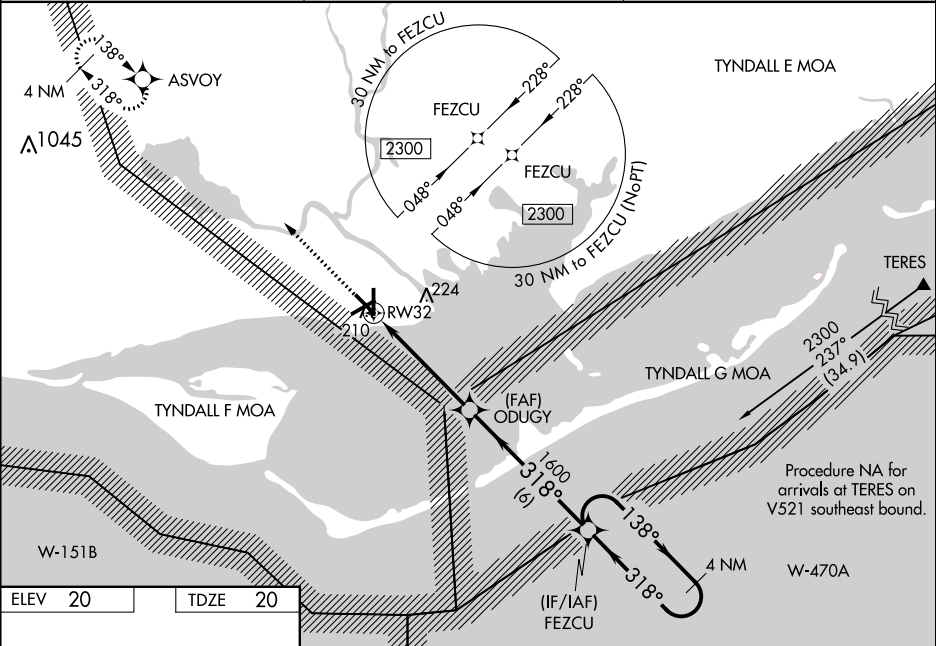 138°
ASVOY
4 NM
318°
1045
30 NM to FEZCU
228°
228°
FEZCU
2300
FEZCU
048°
048°
2300
30 NM to FEZCU (NoPT)
TYNDALL E MOA
224
RW32
210
TERES
2300
237°
(34.9)
TYNDALL G MOA
(FAF)
ODUGY
TYNDALL F MOA
1600
318°
(6)
Procedure NA for
arrivals at TERES on
V521 southeast bound.
138°
W-151B
4 NM
W-470A
318°
(IF/IAF)
FEZCU
ELEV 20
TDZE 20